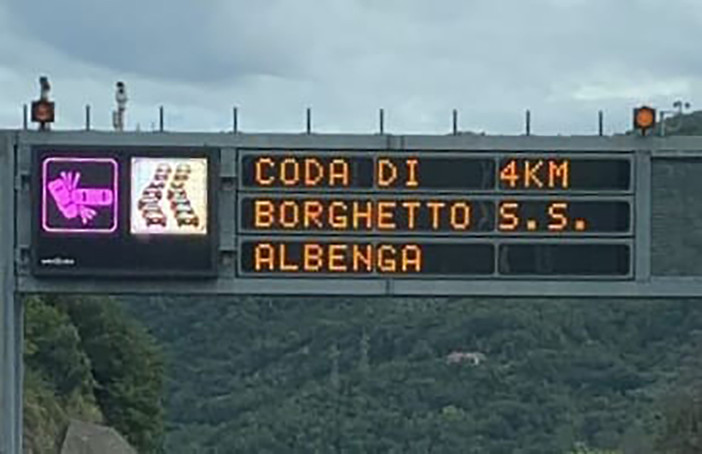 CODA DI 4KM
BORGHETTO S.S.
ALBENGA